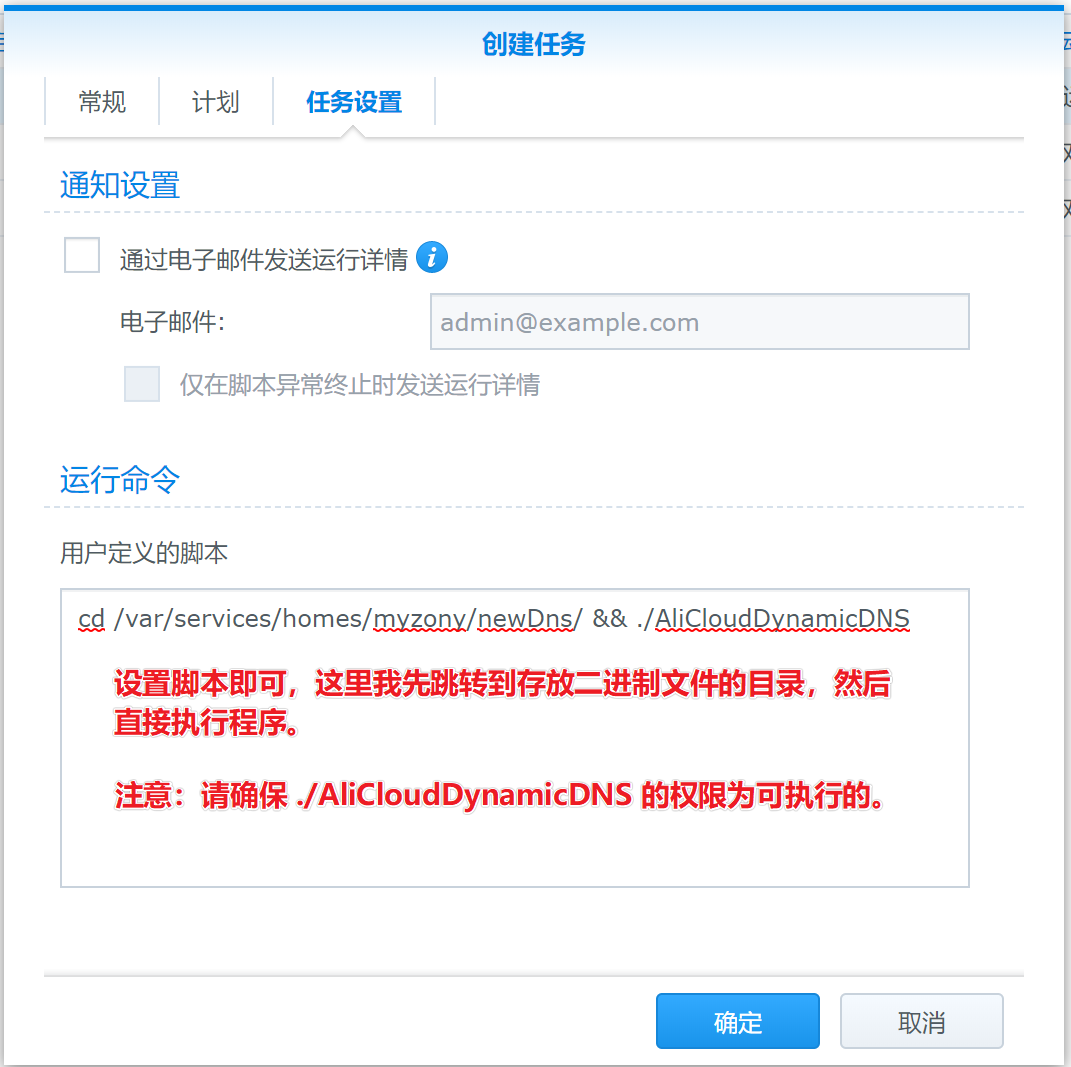 创建任务
常规
计划
任务设置
通知设置
通过电子邮件发送运行详情 i
电子邮件:
admin@example.com
仅在脚本异常终止时发送运行详情
运行命令
用户定义的脚本
cd /var/services/homes/myzony/newDns/ && ./AliCloudDynamicDNS
设置脚本即可，这里我先跳转到存放二进制文件的目录，然后
直接执行程序。
注意：请确保 ./AliCloudDynamicDNS 的权限为可执行的。
确定
取消